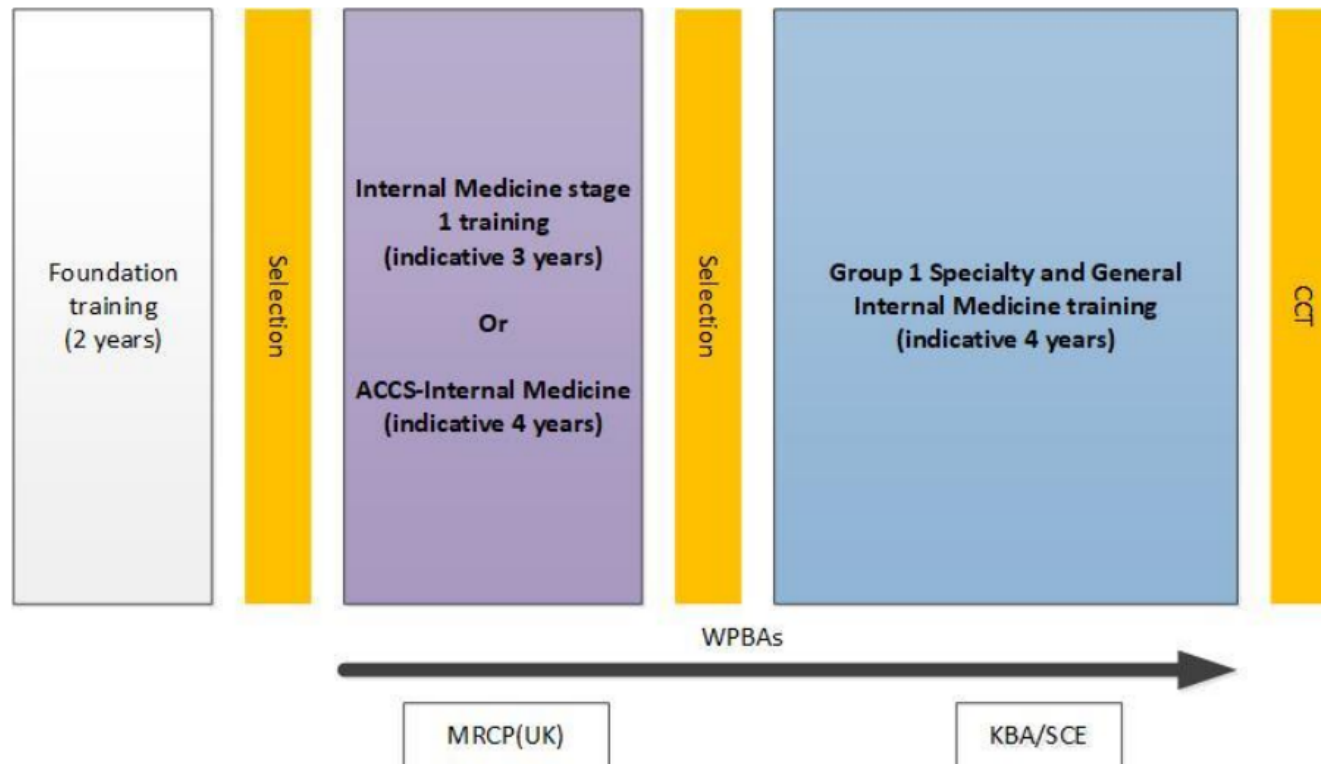 Foundation
training
(2 years)
Selection
Internal Medicine stage
1 training
(indicative 3 years)
Or
ACCS-Internal Medicine
(indicative 4 years)
Selection
Group 1 Specialty and General
Internal Medicine training
(indicative 4 years)
CCT
WPBAs
MRCP(UK)
KBA/SCE